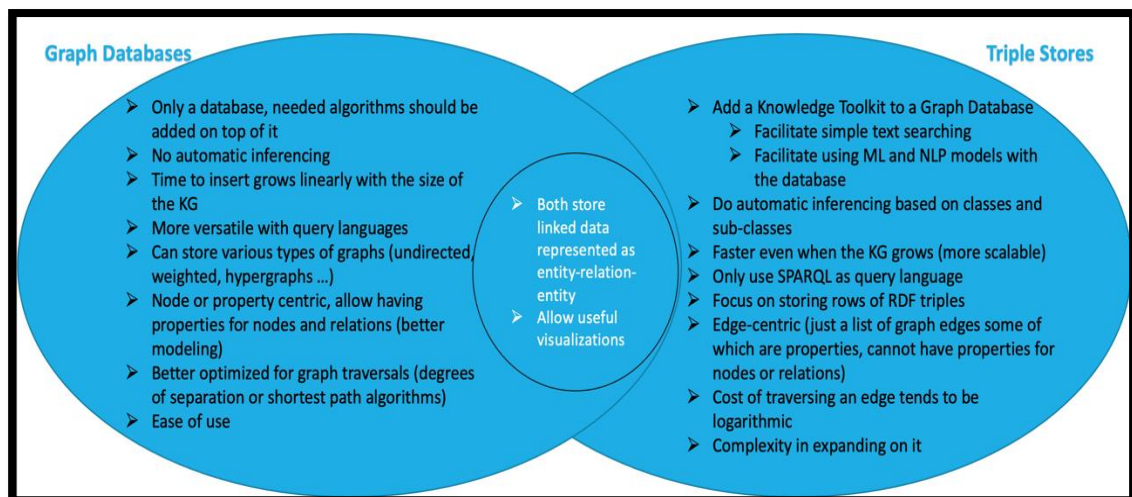 Graph Databases
➢ Only a database, needed algorithms should be
added on top of it
➢ No automatic inferencing
➢ Time to insert grows linearly with the size of
the KG
➢ More versatile with query languages
➢ Can store various types of graphs (undirected,
weighted, hypergraphs ...)
➢ Node or property centric, allow having
properties for nodes and relations (better
modeling)
➢ Better optimized for graph traversals (degrees
of separation or shortest path algorithms)
➢ Ease of use
➢ Both store
linked data
represented as
entity-relation-
entity
➢ Allow useful
visualizations
Triple Stores
➢ Add a Knowledge Toolkit to a Graph Database
➢ Facilitate simple text searching
➢ Facilitate using ML and NLP models with
the database
➢ Do automatic inferencing based on classes and
sub-classes
➢ Faster even when the KG grows (more scalable)
➢ Only use SPARQL as query language
➢ Focus on storing rows of RDF triples
➢ Edge-centric (just a list of graph edges some of
which are properties, cannot have properties for
nodes or relations)
➢ Cost of traversing an edge tends to be
logarithmic
➢ Complexity in expanding on it